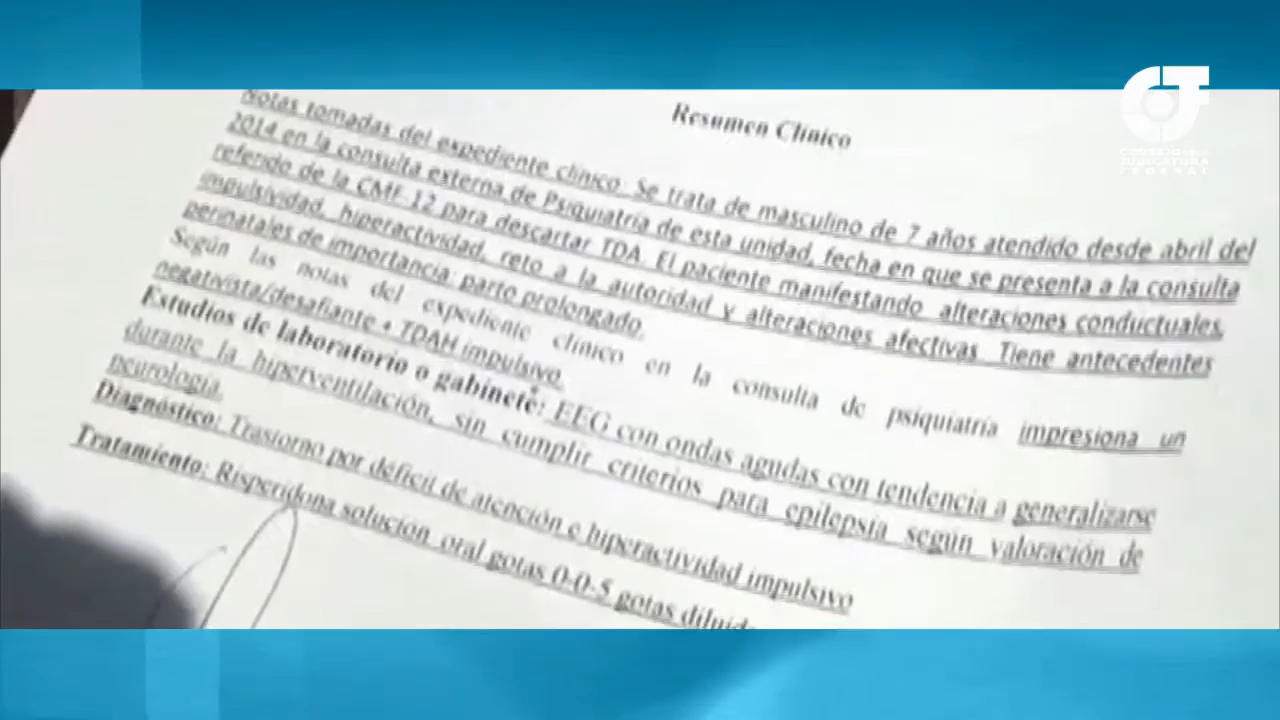 Resumen Clínico
Notas tomadas del expediente clínico: Se trata de masculino de 7 años atendido desde abril del
2014 en la consulta externa de Psiquiatría de esta unidad, fecha en que se presenta a la consulta
referido de la CMF 12 para descartar TDA. El paciente manifestando alteraciones conductuales,
impulsividad, hiperactividad, reto a la autoridad y alteraciones afectivas. Tiene antecedentes
perinatales de importancia: parto prolongado.
Según las notas del expediente clínico en la consulta de psiquiatría impresiona un
negativista/desafiante + TDAH impulsivo.
Estudios de laboratorio o gabinete: EEG con ondas agudas con tendencia a generalizarse
durante la hiperventilación, sin cumplir criterios para epilepsia según valoración de
neurología.
Diagnóstico: Trastorno por déficit de atención e hiperactividad impulsivo
Tratamiento: Risperidona solución oral gotas 0-0-5 gotas
CONSEJO DE LA
JUDICATURA
FEDERAL